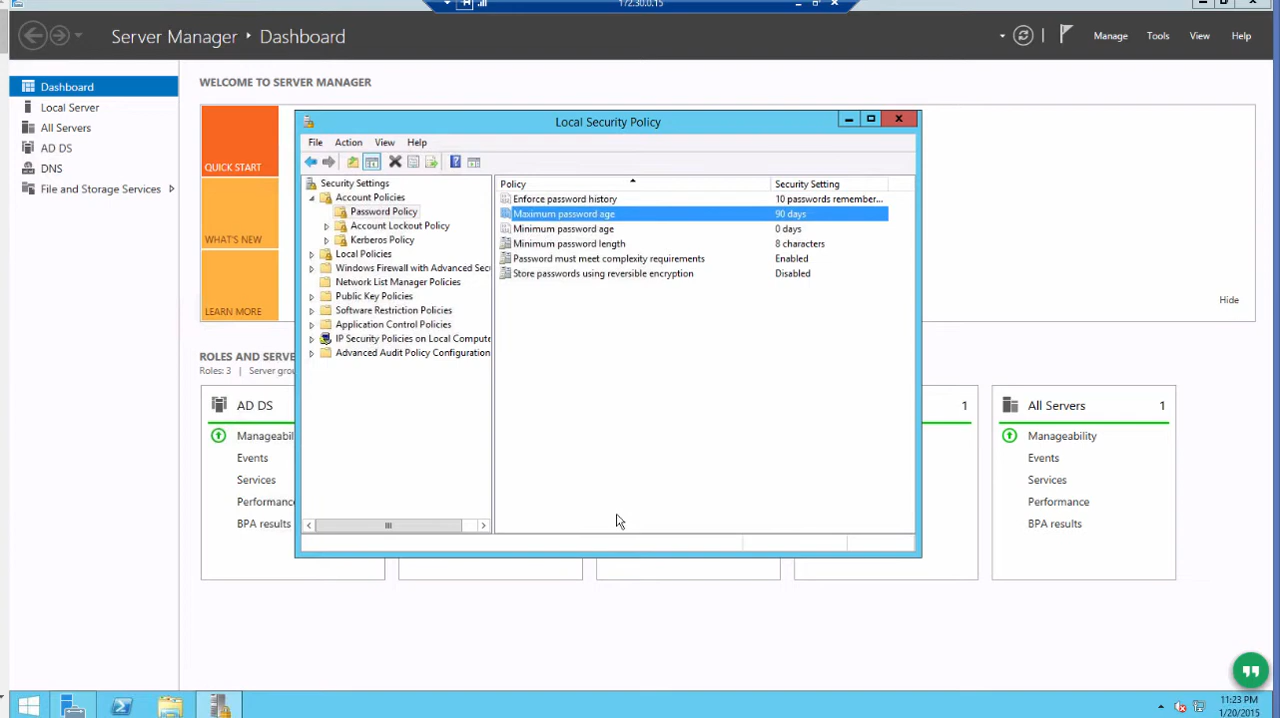 172.30.0.15
Server Manager ‣ Dashboard
Manage Tools View Help
Dashboard
Local Server
All Servers
AD DS
DNS
File and Storage Services
WELCOME TO SERVER MANAGER
QUICK START
WHAT'S NEW
LEARN MORE
Hide
Local Security Policy
File Action View Help
Security Settings
Account Policies
Password Policy
Account Lockout Policy
Kerberos Policy
Local Policies
Windows Firewall with Advanced Secu
Network List Manager Policies
Public Key Policies
Software Restriction Policies
Application Control Policies
IP Security Policies on Local Compute
Advanced Audit Policy Configuration
Policy Security Setting
Enforce password history 10 passwords remember...
Maximum password age 90 days
Minimum password age 0 days
Minimum password length 8 characters
Password must meet complexity requirements Enabled
Store passwords using reversible encryption Disabled
ROLES AND SERVE
Roles: 3 | Server grou
AD DS
Manageabil
Events
Services
Performance
BPA results
1
All Servers 1
Manageability
Events
Services
Performance
BPA results
11:23 PM
1/20/2015